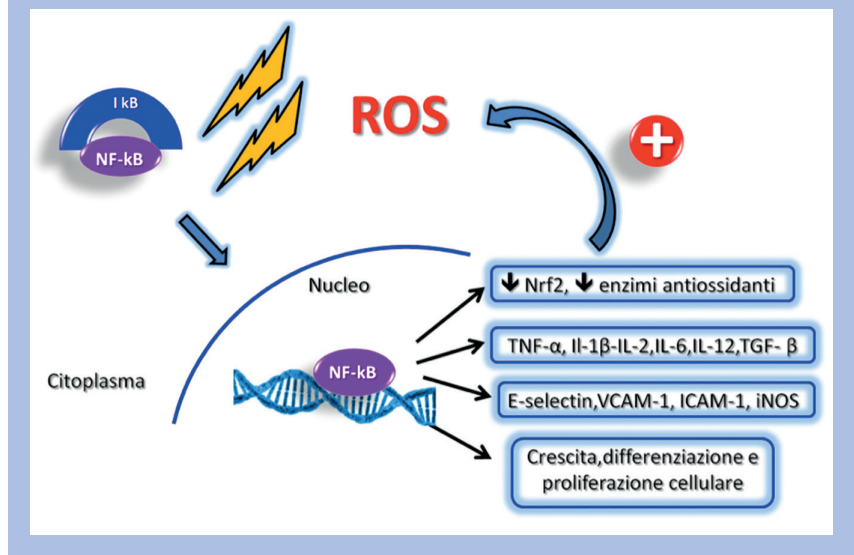 I kB
NF-kB
ROS
+
Nucleo
Citoplasma
NF-kB
🡇 Nrf2, 🡇 enzimi antiossidanti
TNF-α, Il-1β-IL-2,IL-6,IL-12,TGF- β
E-selectin,VCAM-1, ICAM-1, iNOS
Crescita,differenziazione e
proliferazione cellulare